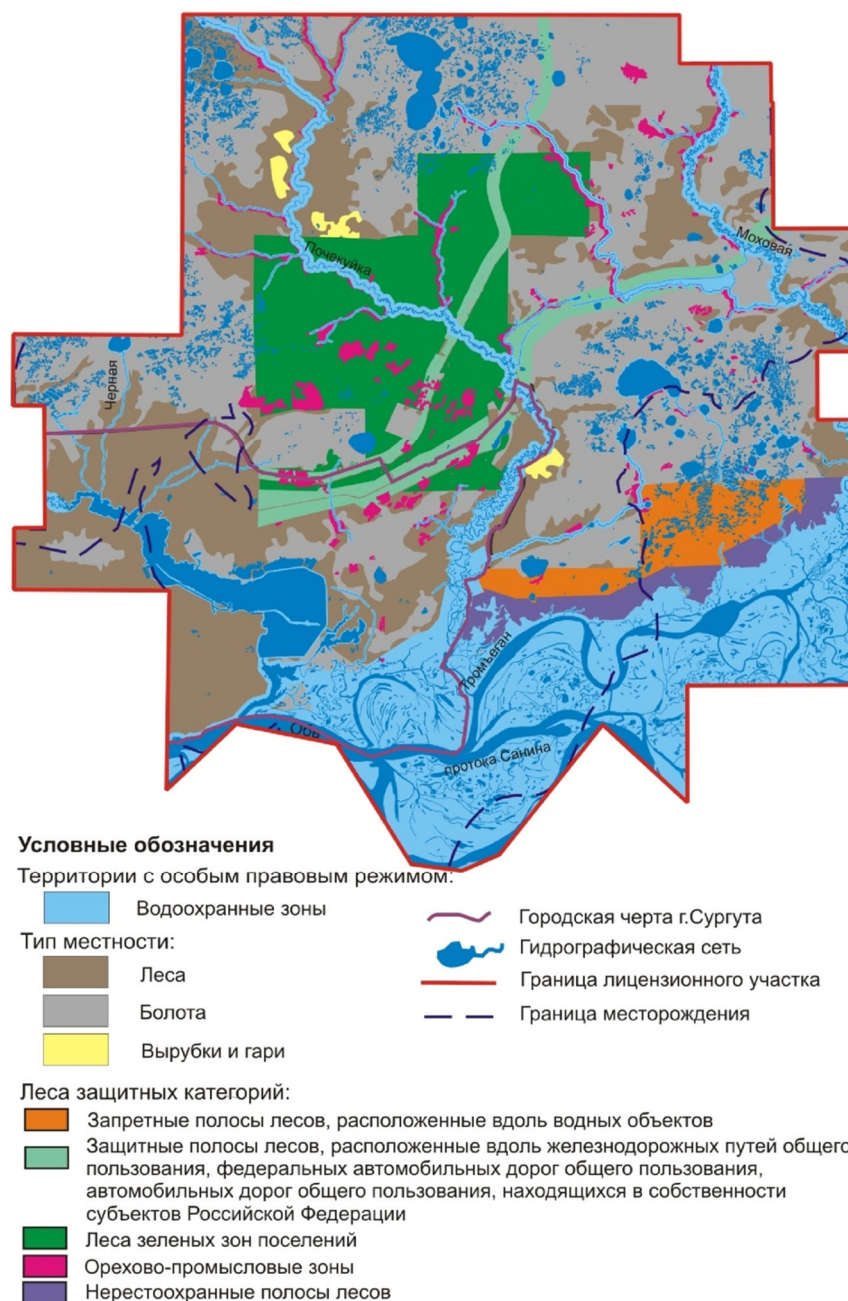 Моховая
Почекуйка
Черная
Тромъеган
Обь
протока Санина
Условные обозначения
Территории с особым правовым режимом:
Водоохранные зоны
Тип местности:
Леса
Болота
Вырубки и гари
Городская черта г.Сургута
Гидрографическая сеть
Граница лицензионного участка
Граница месторождения
Леса защитных категорий:
Запретные полосы лесов, расположенные вдоль водных объектов
Защитные полосы лесов, расположенные вдоль железнодорожных путей общего
пользования, федеральных автомобильных дорог общего пользования,
автомобильных дорог общего пользования, находящихся в собственности
субъектов Российской Федерации
Леса зеленых зон поселений
Орехово-промысловые зоны
Нерестоохранные полосы лесов